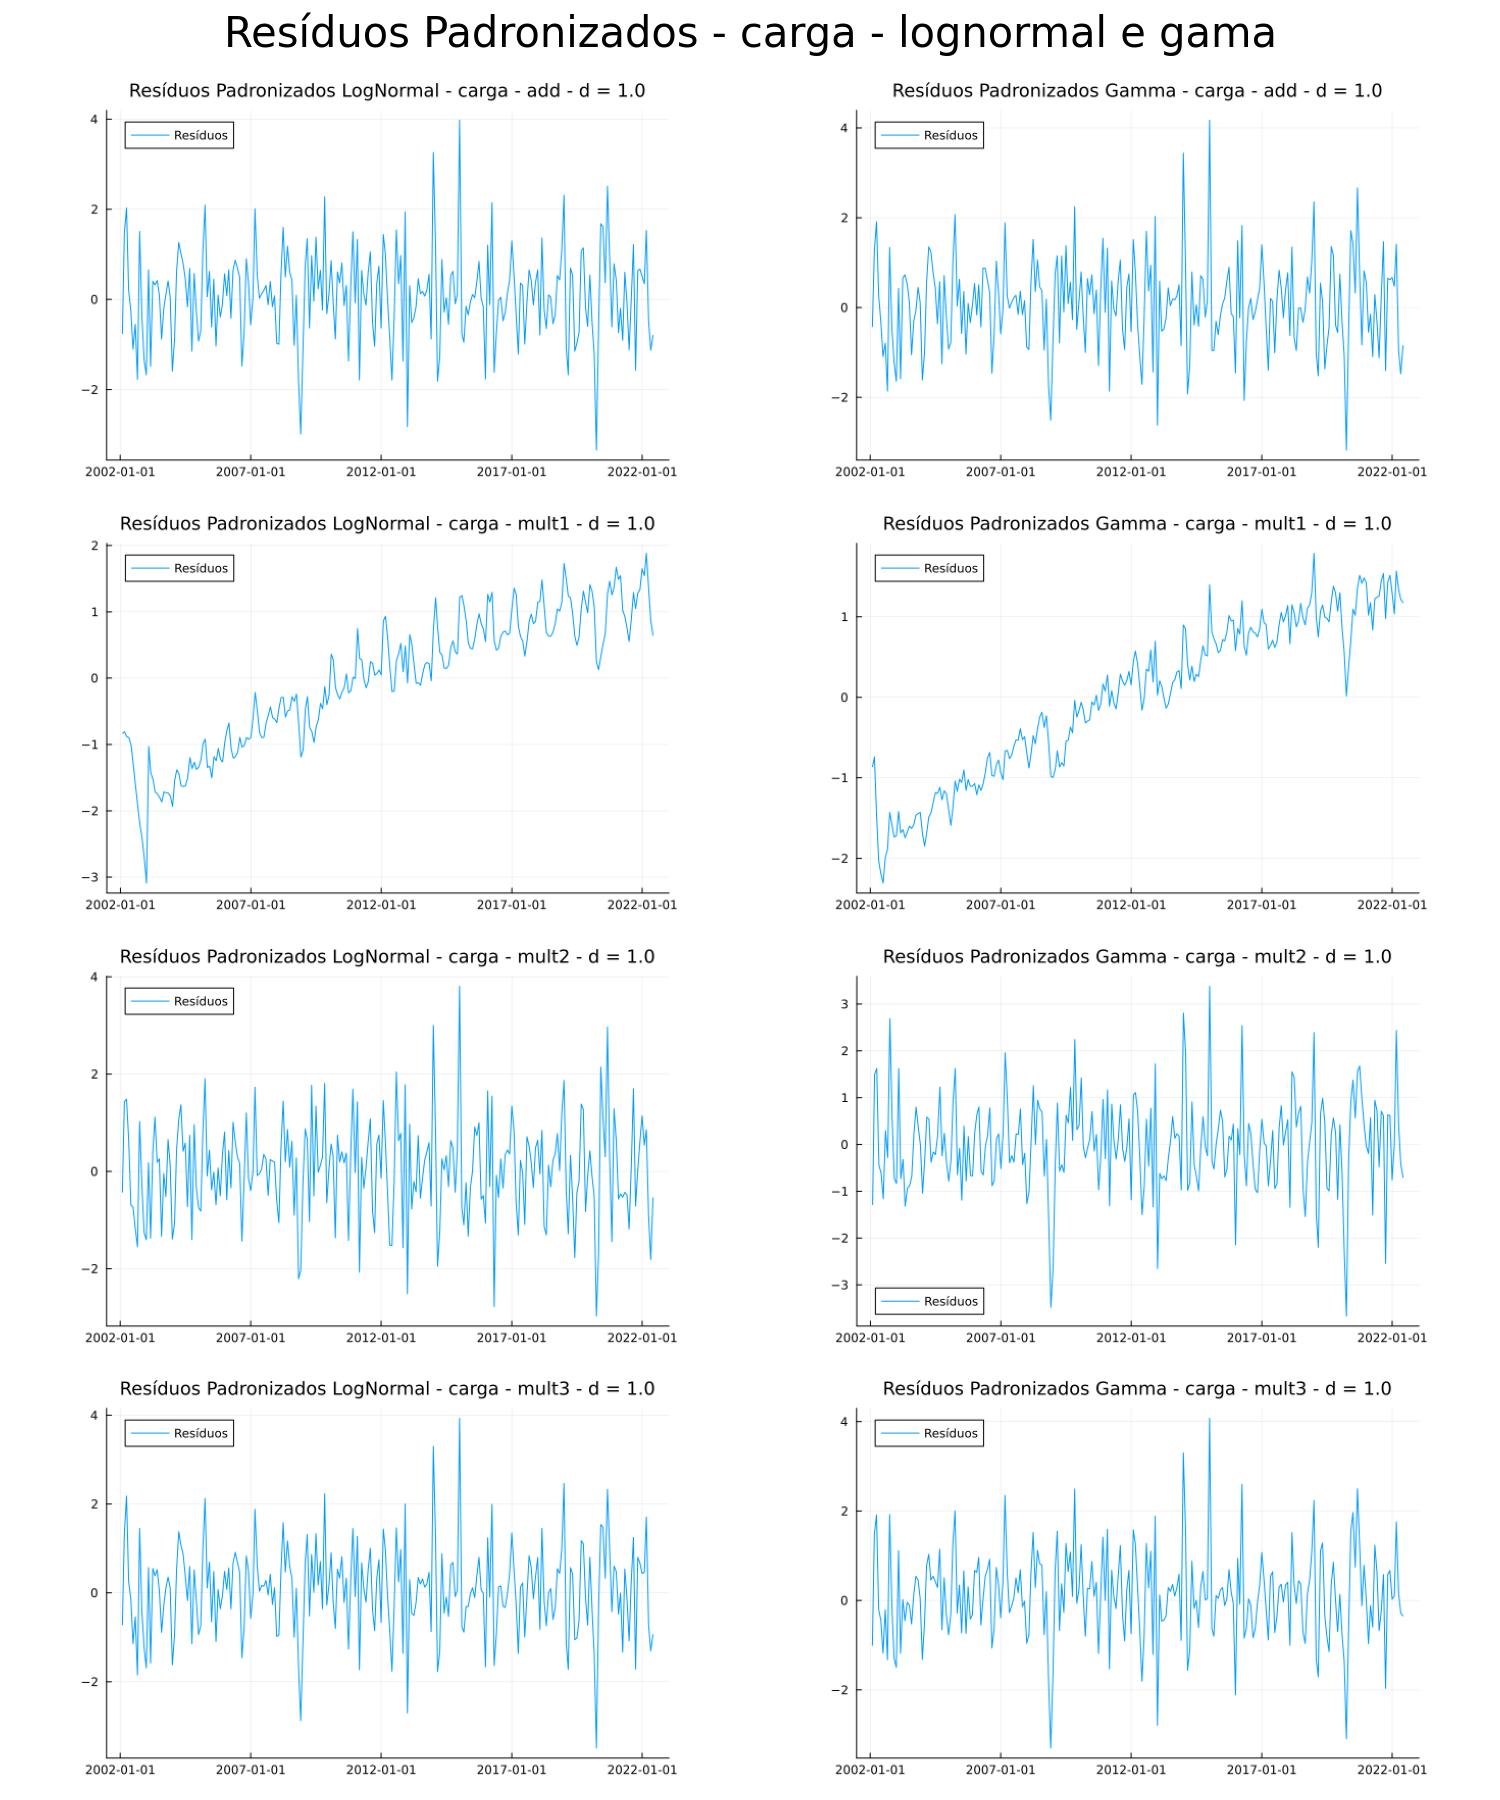 Resíduos Padronizados - carga - lognormal e gama
Resíduos Padronizados LogNormal - carga - add - d = 1.0
4
2
0
−2
Resíduos
2002-01-01 2007-01-01 2012-01-01 2017-01-01 2022-01-01
Resíduos Padronizados Gamma - carga - add - d = 1.0
4
2
0
−2
Resíduos
2002-01-01 2007-01-01 2012-01-01 2017-01-01 2022-01-01
Resíduos Padronizados LogNormal - carga - mult1 - d = 1.0
2
1
0
−1
−2
−3
Resíduos
2002-01-01 2007-01-01 2012-01-01 2017-01-01 2022-01-01
Resíduos Padronizados Gamma - carga - mult1 - d = 1.0
1
0
−1
−2
Resíduos
2002-01-01 2007-01-01 2012-01-01 2017-01-01 2022-01-01
Resíduos Padronizados LogNormal - carga - mult2 - d = 1.0
4
2
0
−2
Resíduos
2002-01-01 2007-01-01 2012-01-01 2017-01-01 2022-01-01
Resíduos Padronizados Gamma - carga - mult2 - d = 1.0
3
2
1
0
−1
−2
−3
Resíduos
2002-01-01 2007-01-01 2012-01-01 2017-01-01 2022-01-01
Resíduos Padronizados LogNormal - carga - mult3 - d = 1.0
4
2
0
−2
Resíduos
2002-01-01 2007-01-01 2012-01-01 2017-01-01 2022-01-01
Resíduos Padronizados Gamma - carga - mult3 - d = 1.0
4
2
0
−2
Resíduos
2002-01-01 2007-01-01 2012-01-01 2017-01-01 2022-01-01